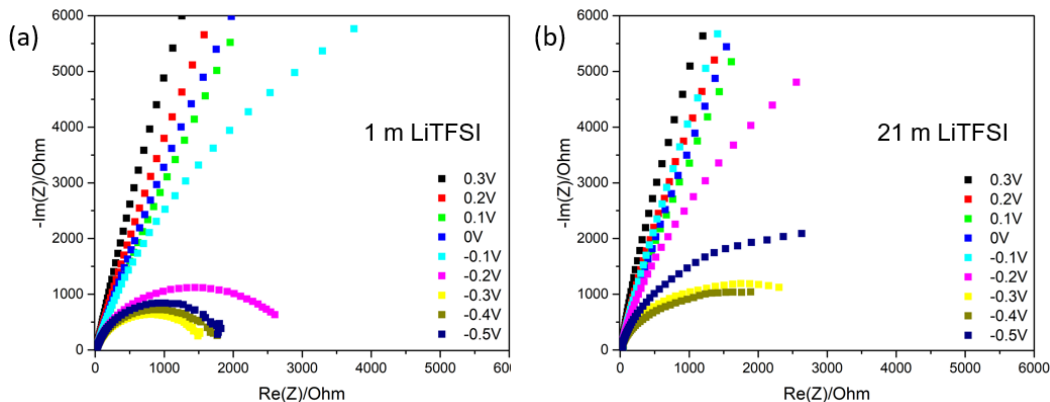 (a)
6000
5000
4000
3000
2000
1000
0
-Im(Z)/Ohm
1 m LiTFSI
0.3V
0.2V
0.1V
0V
-0.1V
-0.2V
-0.3V
-0.4V
-0.5V
0 1000 2000 3000 4000 5000 600
Re(Z)/Ohm
(b)
6000
5000
4000
3000
2000
1000
0
-Im(Z)/Ohm
21 m LiTFSI
0.3V
0.2V
0.1V
0V
-0.1V
-0.2V
-0.3V
-0.4V
-0.5V
0 1000 2000 3000 4000 5000 6000
Re(Z)/Ohm